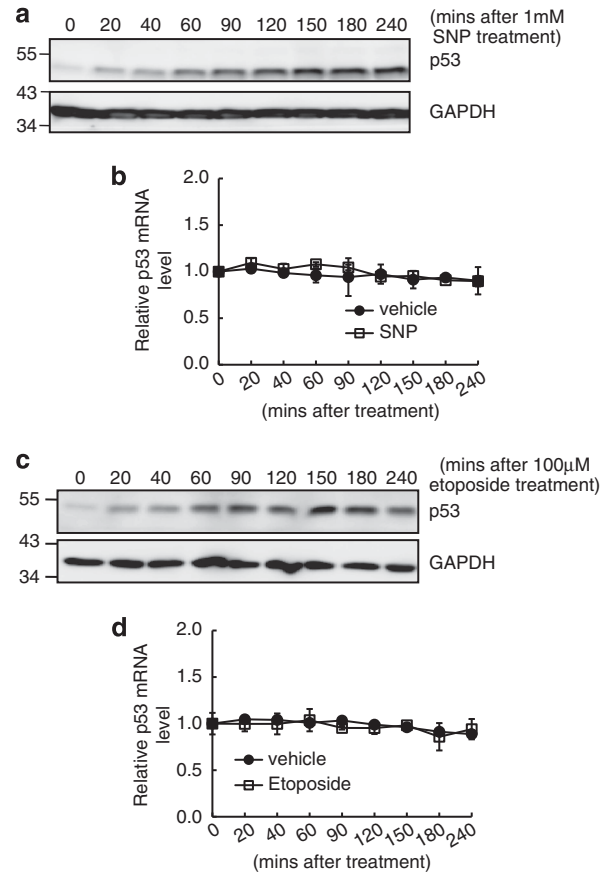 a
0 20 40 60 90 120 150 180 240
(mins after 1mM
SNP treatment)
55
p53
43
34
GAPDH
b
Relative p53 mRNA
level
2.0
1.5
1.0
0.5
0.0
vehicle
SNP
0 20 40 60 90 120 150 180 240
(mins after treatment)
c
0 20 40 60 90 120 150 180 240
(mins after 100µM
etoposide treatment)
55
p53
43
34
GAPDH
d
Relative p53 mRNA
level
2.0
1.5
1.0
0.5
0.0
vehicle
Etoposide
0 20 40 60 90 120 150 180 240
(mins after treatment)